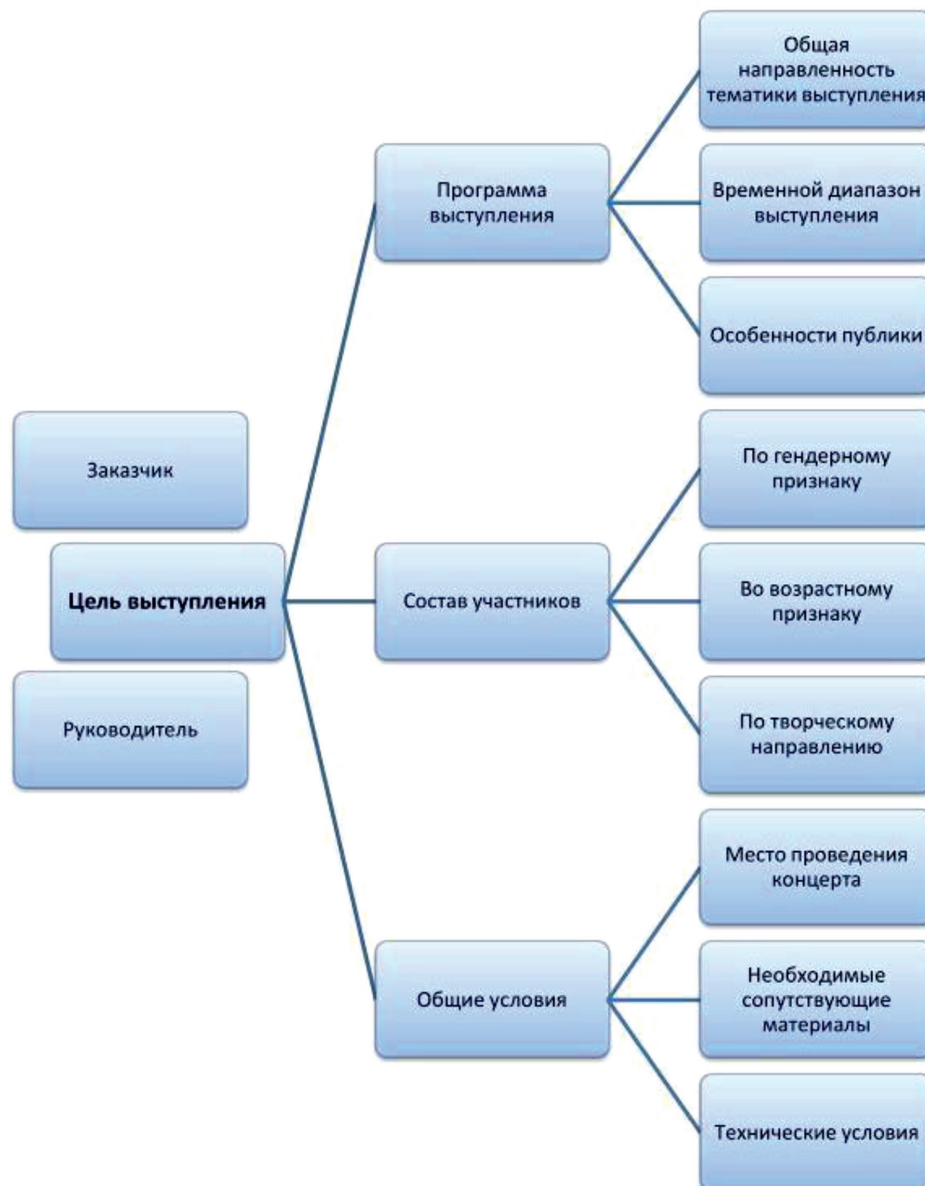 Общая
направленность
тематики выступления
Программа
выступления
Временной диапазон
выступления
Особенности публики
Заказчик
Цель выступления
Руководитель
Состав участников
По гендерному
признаку
Во возрастному
признаку
По творческому
направлению
Общие условия
Место проведения
концерта
Необходимые
сопутствующие
материалы
Технические условия